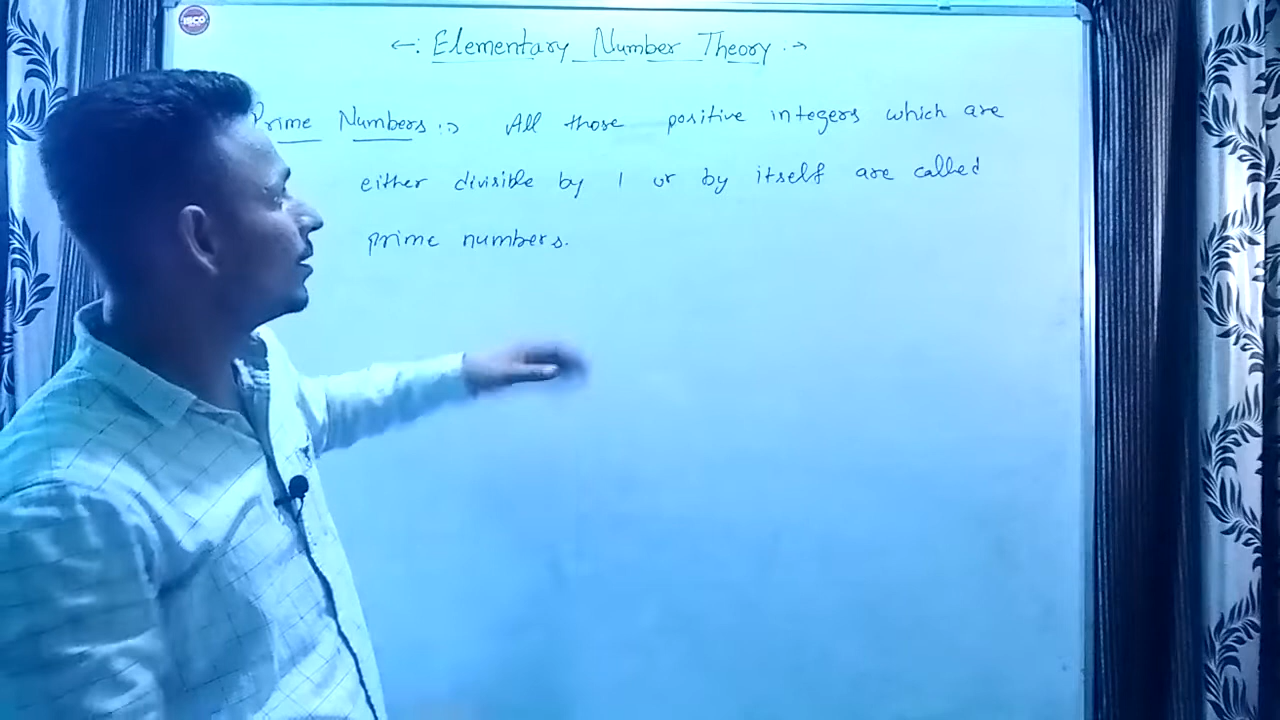 ISCO
←: Elementary Number Theory :→
Prime Numbers :→ All those positive integers which are
either divisible by 1 or by itself are called
prime numbers.